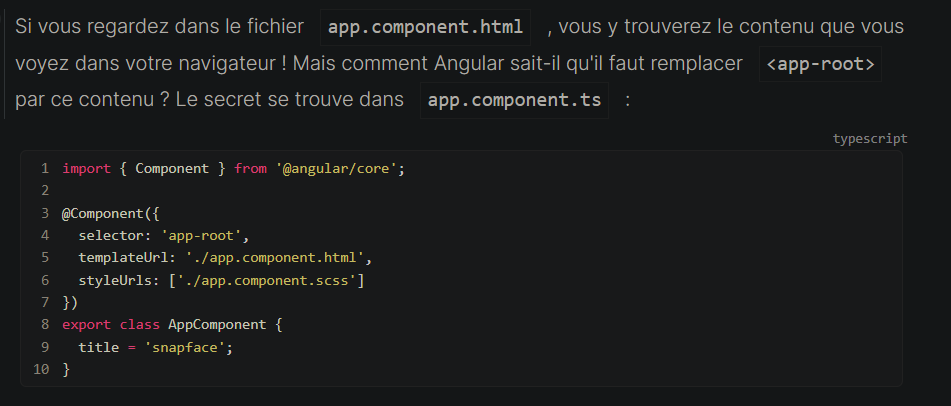 Si vous regardez dans le fichier app.component.html , vous y trouverez le contenu que vous
voyez dans votre navigateur ! Mais comment Angular sait-il qu'il faut remplacer <app-root>
par ce contenu ? Le secret se trouve dans app.component.ts :
typescript
1 import { Component } from '@angular/core';
2
3 @Component({
4   selector: 'app-root',
5   templateUrl: './app.component.html',
6   styleUrls: ['./app.component.scss']
7 })
8 export class AppComponent {
9   title = 'snapface';
10 }